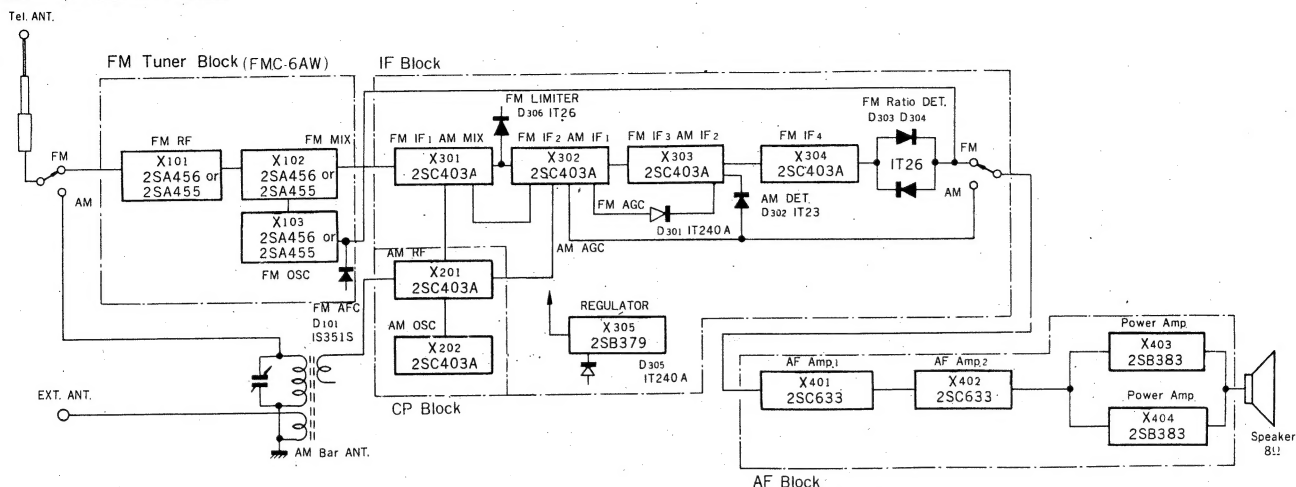 Tel. ANT.
FM Tuner Block (FMC-6AW)
IF Block
FM
AM
FM RF
X101
2SA456 or
2SA455
FM MIX
X102
2SA456 or
2SA455
X103
2SA456 or
2SA455
FM OSC
FM AFC
D101
IS351S
FM IF1 AM MIX
X301
2SC403A
FM LIMITER
D306 IT26
FM IF2 AM IF1
X302
2SC403A
FM IF3 AM IF2
X303
2SC403A
FM IF4
X304
2SC403A
FM Ratio DET.
D303 D304
IT26
FM
AM
FM AGC
D301 IT240A
AM DET.
D302 IT23
AM AGC
AM RF
X201
2SC403A
AM OSC
X202
2SC403A
CP Block
REGULATOR
X305
2SB379
D305
IT240A
EXT. ANT.
AM Bar ANT.
AF Amp.1
X401
2SC633
AF Amp.2
X402
2SC633
Power Amp.
X403
2SB383
Power Amp.
X404
2SB383
Speaker
8Ω
AF Block